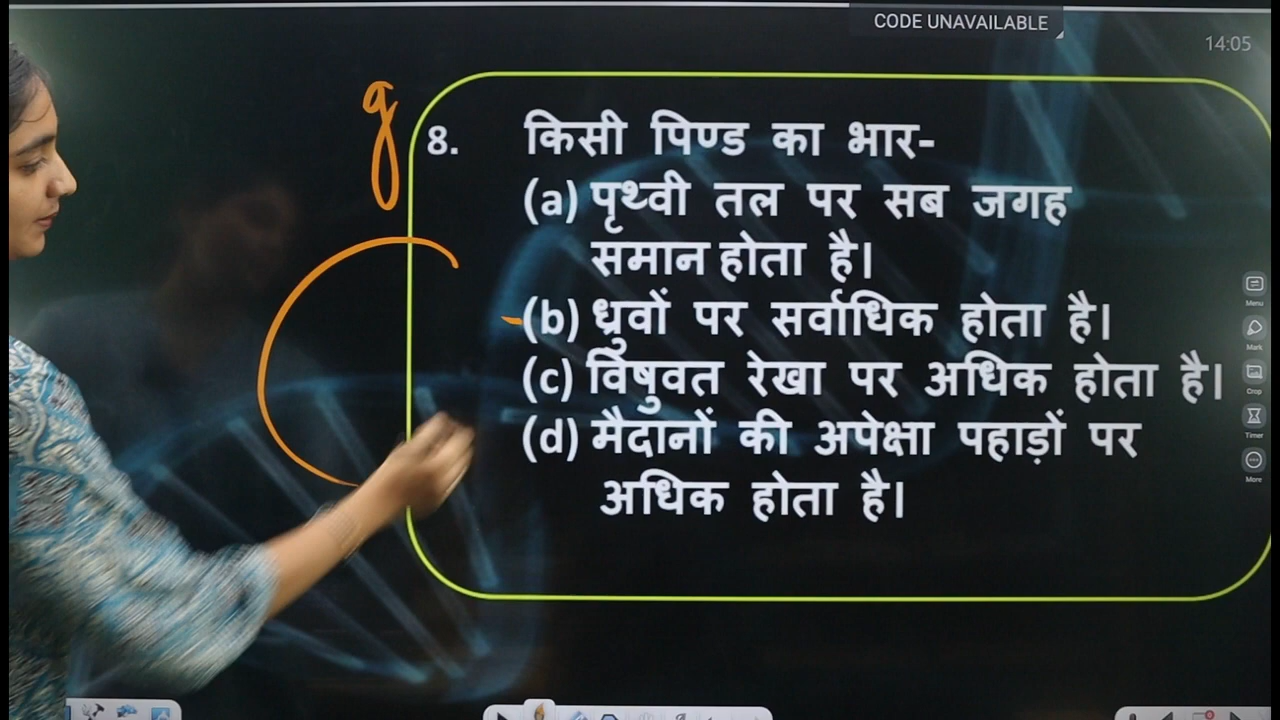 CODE UNAVAILABLE
14:05
g
8. किसी पिण्ड का भार-
(a) पृथ्वी तल पर सब जगह
समान होता है।
(b) ध्रुवों पर सर्वाधिक होता है।
(c) विषुवत रेखा पर अधिक होता है।
(d) मैदानों की अपेक्षा पहाड़ों पर
अधिक होता है।
Menu
Mark
Crop
Timer
More